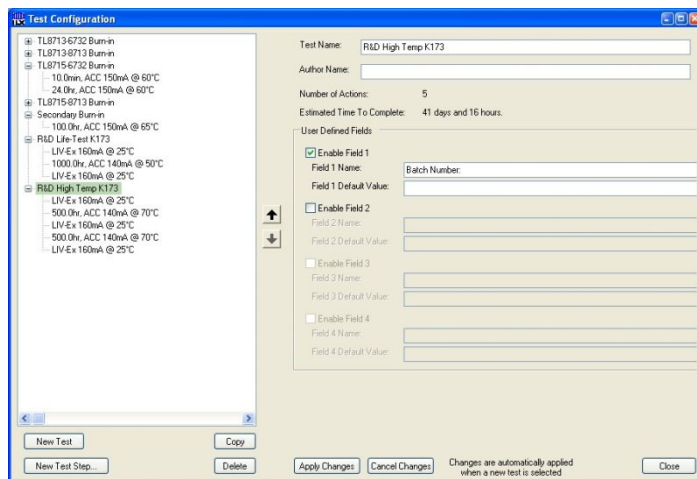 Test Configuration
TL8713-6732 Burn-in
TL8713-8713 Burn-in
TL8715-6732 Burn-in
10.0min, ACC 150mA @ 60°C
24.0hr, ACC 150mA @ 60°C
TL8715-8713 Burn-in
Secondary Burn-in
100.0hr, ACC 150mA @ 65°C
R&D Life-Test K173
LIV-Ex 160mA @ 25°C
1000.0hr, ACC 140mA @ 50°C
LIV-Ex 160mA @ 25°C
R&D High Temp K173
LIV-Ex 160mA @ 25°C
500.0hr, ACC 140mA @ 70°C
LIV-Ex 160mA @ 25°C
500.0hr, ACC 140mA @ 70°C
LIV-Ex 160mA @ 25°C
New Test
Copy
New Test Step...
Delete
Test Name: R&D High Temp K173
Author Name:
Number of Actions: 5
Estimated Time To Complete: 41 days and 16 hours.
User Defined Fields
Enable Field 1
Field 1 Name: Batch Number:
Field 1 Default Value:
Enable Field 2
Field 2 Name:
Field 2 Default Value:
Enable Field 3
Field 3 Name:
Field 3 Default Value:
Enable Field 4
Field 4 Name:
Field 4 Default Value:
Apply Changes
Cancel Changes
Changes are automatically applied
when a new test is selected
Close